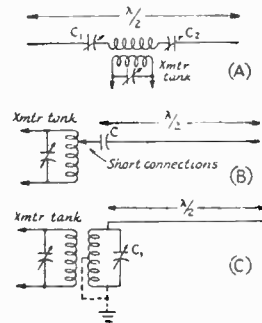 λ/2
C₁
C₂
Xmtr
tank
(A)
Xmtr tank
C
λ/2
Short connections
(B)
Xmtr tank
λ/2
C₁
(C)